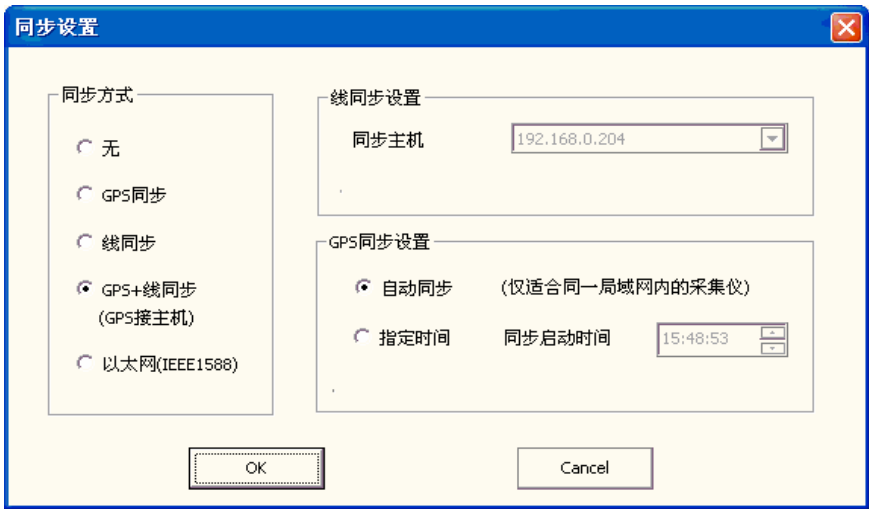 同步设置
同步方式
无
GPS同步
线同步
GPS+线同步
(GPS接主机)
以太网(IEEE1588)
线同步设置
同步主机 192.168.0.204
GPS同步设置
自动同步 (仅适合同一局域网内的采集仪)
指定时间 同步启动时间 15:48:53
OK Cancel